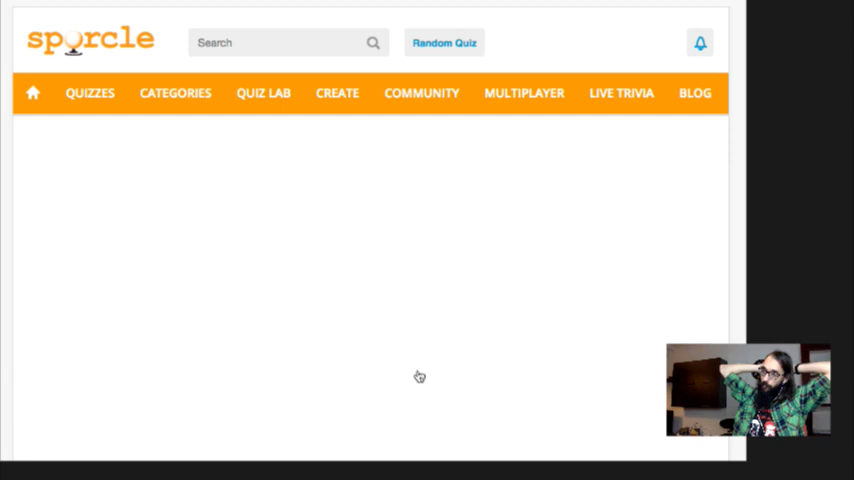 sporcle
Search
Random Quiz
QUIZZES CATEGORIES QUIZ LAB CREATE COMMUNITY MULTIPLAYER LIVE TRIVIA BLOG